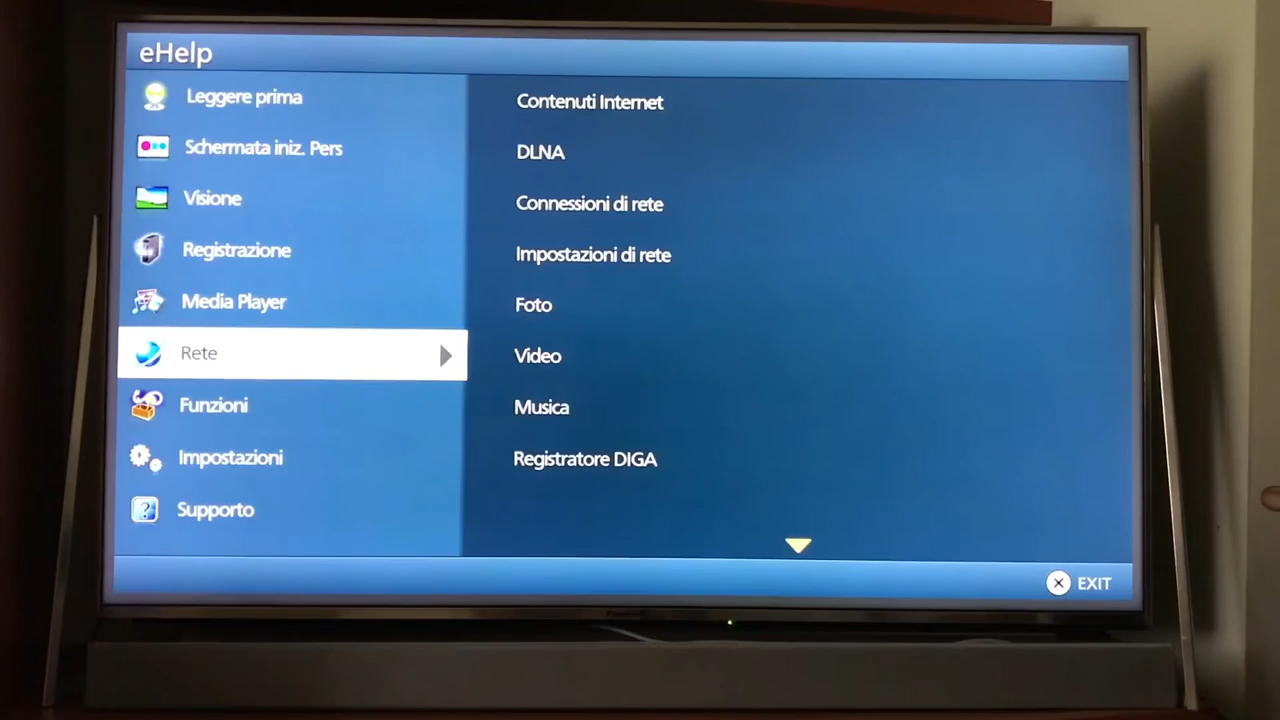 eHelp
Leggere prima
Schermata iniz. Pers
Visione
Registrazione
Media Player
Rete
Funzioni
Impostazioni
Supporto
Contenuti Internet
DLNA
Connessioni di rete
Impostazioni di rete
Foto
Video
Musica
Registratore DIGA
EXIT